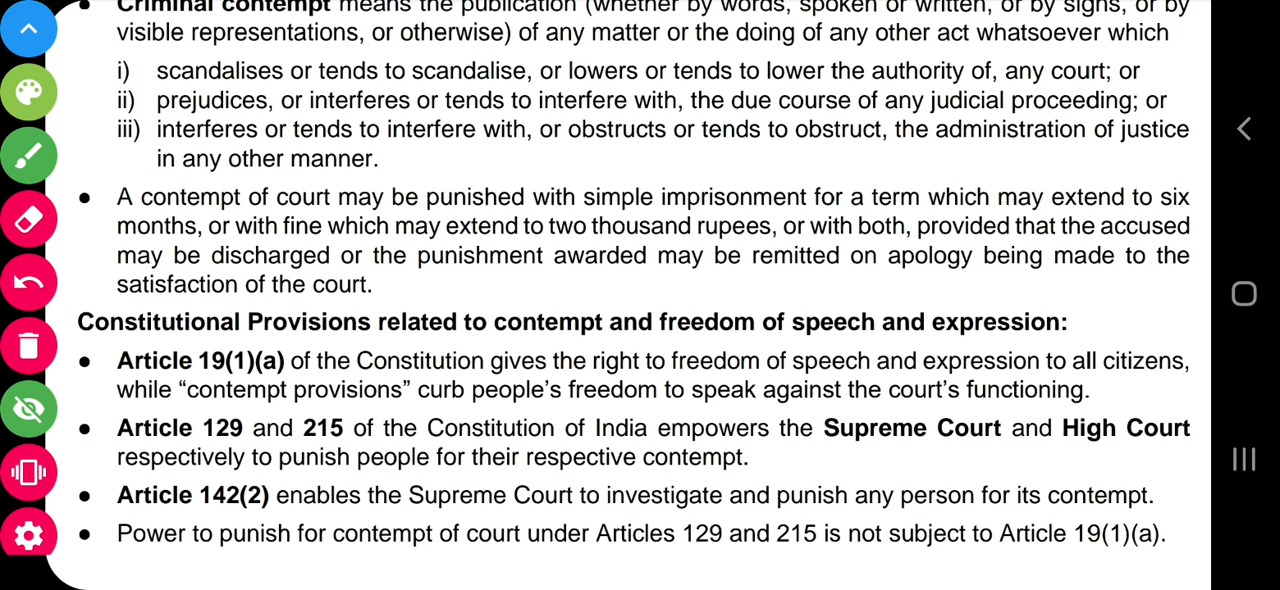 ● Criminal contempt means the publication (whether by words, spoken or written, or by signs, or by
visible representations, or otherwise) of any matter or the doing of any other act whatsoever which
i) scandalises or tends to scandalise, or lowers or tends to lower the authority of, any court; or
ii) prejudices, or interferes or tends to interfere with, the due course of any judicial proceeding; or
iii) interferes or tends to interfere with, or obstructs or tends to obstruct, the administration of justice
in any other manner.
● A contempt of court may be punished with simple imprisonment for a term which may extend to six
months, or with fine which may extend to two thousand rupees, or with both, provided that the accused
may be discharged or the punishment awarded may be remitted on apology being made to the
satisfaction of the court.
Constitutional Provisions related to contempt and freedom of speech and expression:
● Article 19(1)(a) of the Constitution gives the right to freedom of speech and expression to all citizens,
while “contempt provisions” curb people’s freedom to speak against the court’s functioning.
● Article 129 and 215 of the Constitution of India empowers the Supreme Court and High Court
respectively to punish people for their respective contempt.
● Article 142(2) enables the Supreme Court to investigate and punish any person for its contempt.
● Power to punish for contempt of court under Articles 129 and 215 is not subject to Article 19(1)(a).